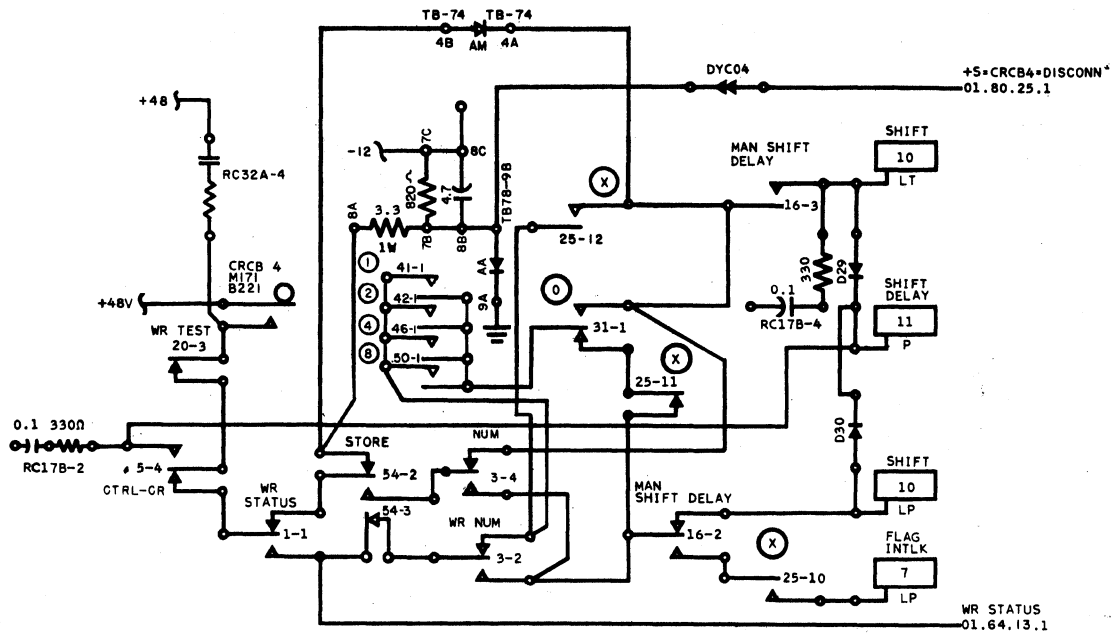 TB-74 TB-74
4B AM 4A
DYC04
+S=CRCB4=DISCONN*
01.80.25.1
+48
RC32A-4
-12
7C
8C
820
4.7
TB78-9B
8A
3.3
1W
7B
8B
X
25-12
MAN SHIFT
DELAY
16-3
SHIFT
10
LT
CRCB 4
M171
B221
+48V
1
41-1
2
42-1
4
46-1
8
50-1
AA
9A
O
31-1
X
25-11
330
D29
0.1
RC17B-4
SHIFT
DELAY
11
P
WR TEST
20-3
0.1 330Ω
RC17B-2
5-4
CTRL-CR
STORE
54-2
NUM
3-4
D30
WR
STATUS
1-1
54-3
WR NUM
3-2
MAN
SHIFT DELAY
16-2
SHIFT
10
LP
X
25-10
FLAG
INTLK
7
LP
WR STATUS
01.64.13.1